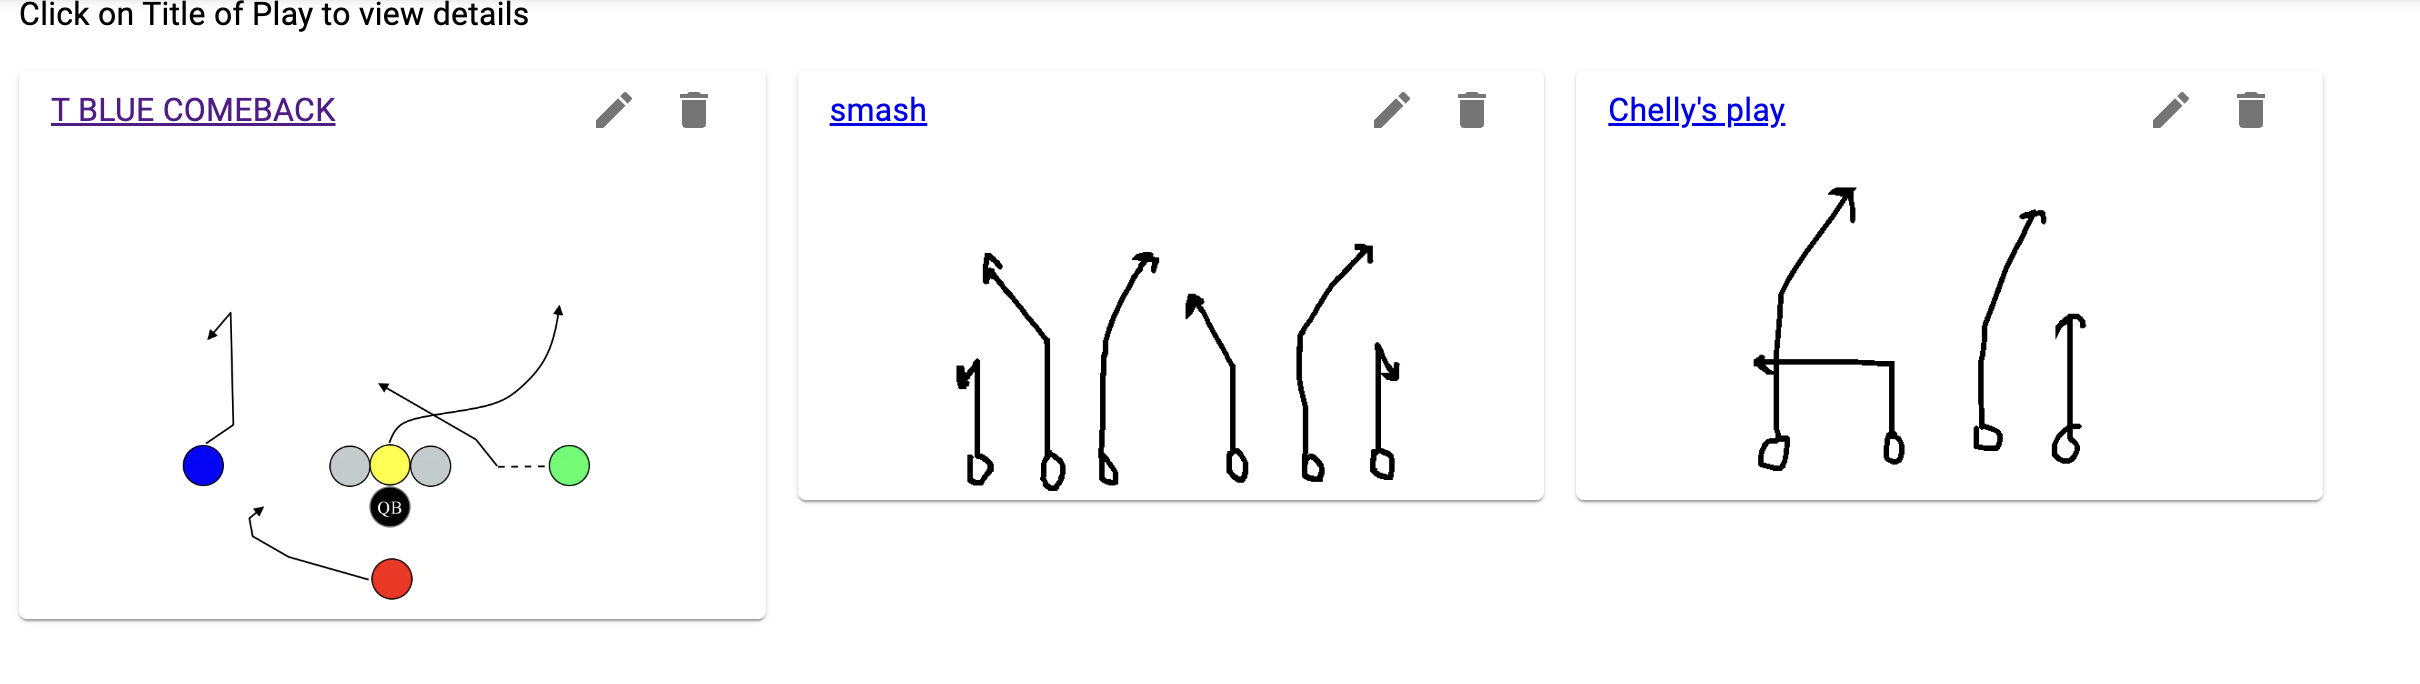 Click on Title of Play to view details
T BLUE COMEBACK
smash
Chelly's play
QB